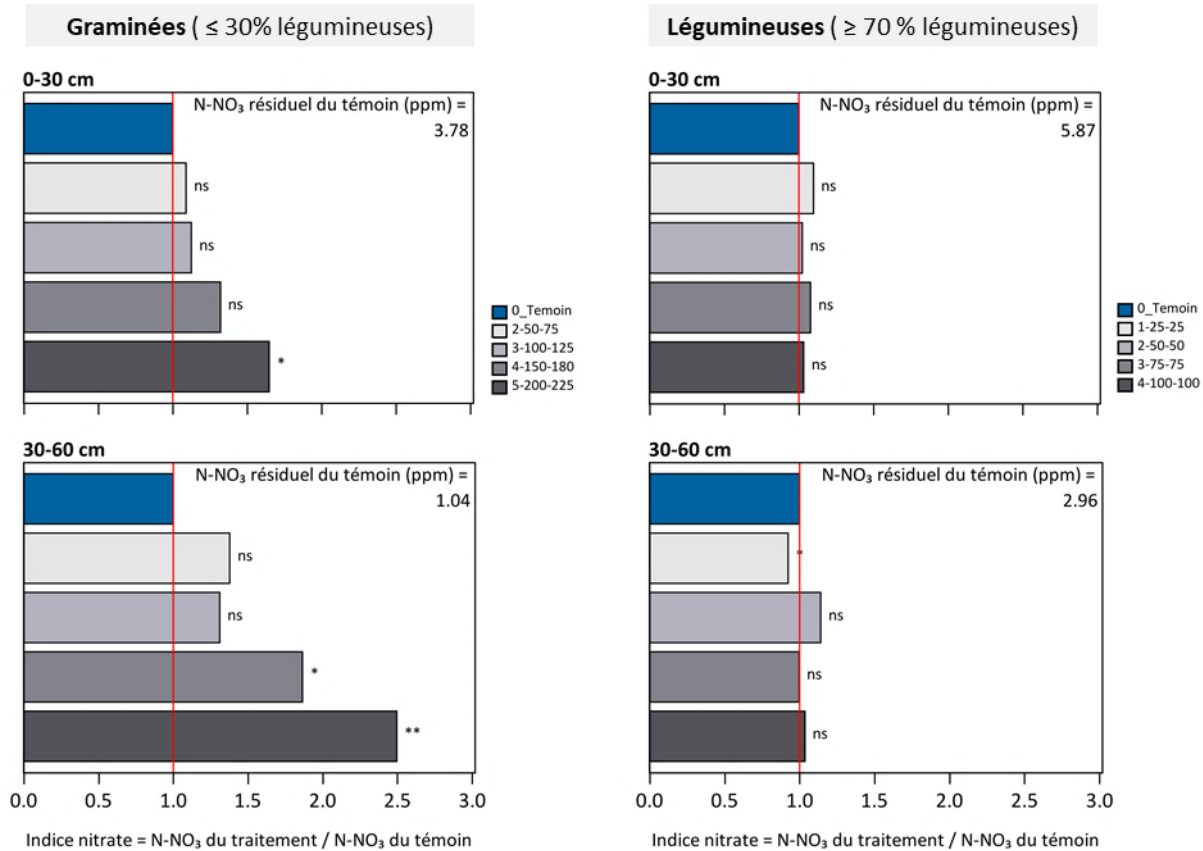 Graminées ( ≤ 30% légumineuses)
0-30 cm
N-NO₃ résiduel du témoin (ppm) =
3.78
ns
ns
ns
*
0_Temoin
2-50-75
3-100-125
4-150-180
5-200-225
30-60 cm
N-NO₃ résiduel du témoin (ppm) =
1.04
ns
ns
*
**
0.0 0.5 1.0 1.5 2.0 2.5 3.0
Indice nitrate = N-NO₃ du traitement / N-NO₃ du témoin
Légumineuses ( ≥ 70 % légumineuses)
0-30 cm
N-NO₃ résiduel du témoin (ppm) =
5.87
ns
ns
ns
ns
0_Temoin
1-25-25
2-50-50
3-75-75
4-100-100
30-60 cm
N-NO₃ résiduel du témoin (ppm) =
2.96
*
ns
ns
ns
0.0 0.5 1.0 1.5 2.0 2.5 3.0
Indice nitrate = N-NO₃ du traitement / N-NO₃ du témoin